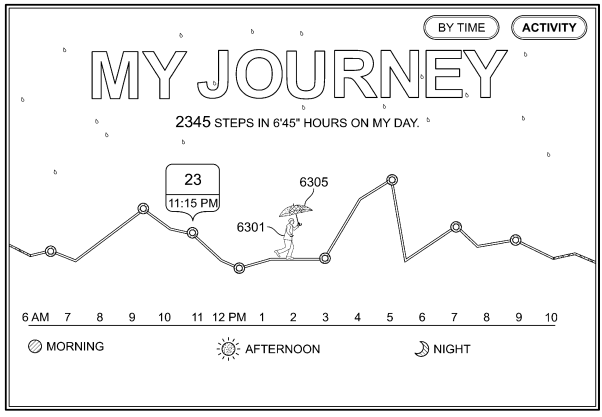 BY TIME
ACTIVITY
MY JOURNEY
2345 STEPS IN 6'45" HOURS ON MY DAY.
23
11:15 PM
6305
6301
6 AM 7 8 9 10 11 12 PM 1 2 3 4 5 6 7 8 9 10
MORNING
AFTERNOON
NIGHT